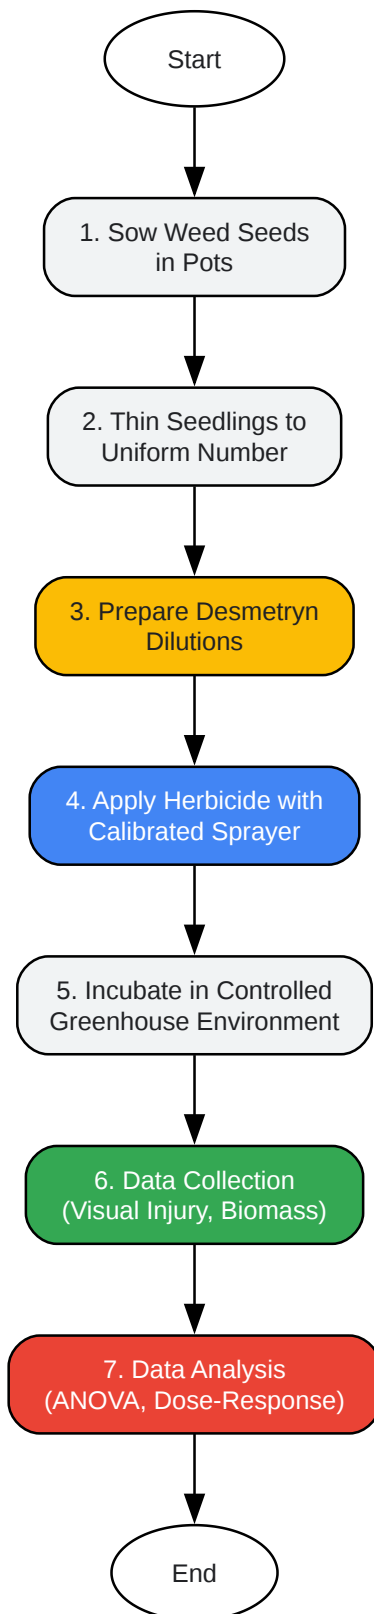 Start
1. Sow Weed Seeds
in Pots
2. Thin Seedlings to
Uniform Number
3. Prepare Desmetryn
Dilutions
4. Apply Herbicide with
Calibrated Sprayer
5. Incubate in Controlled
Greenhouse Environment
6. Data Collection
(Visual Injury, Biomass)
7. Data Analysis
(ANOVA, Dose-Response)
End